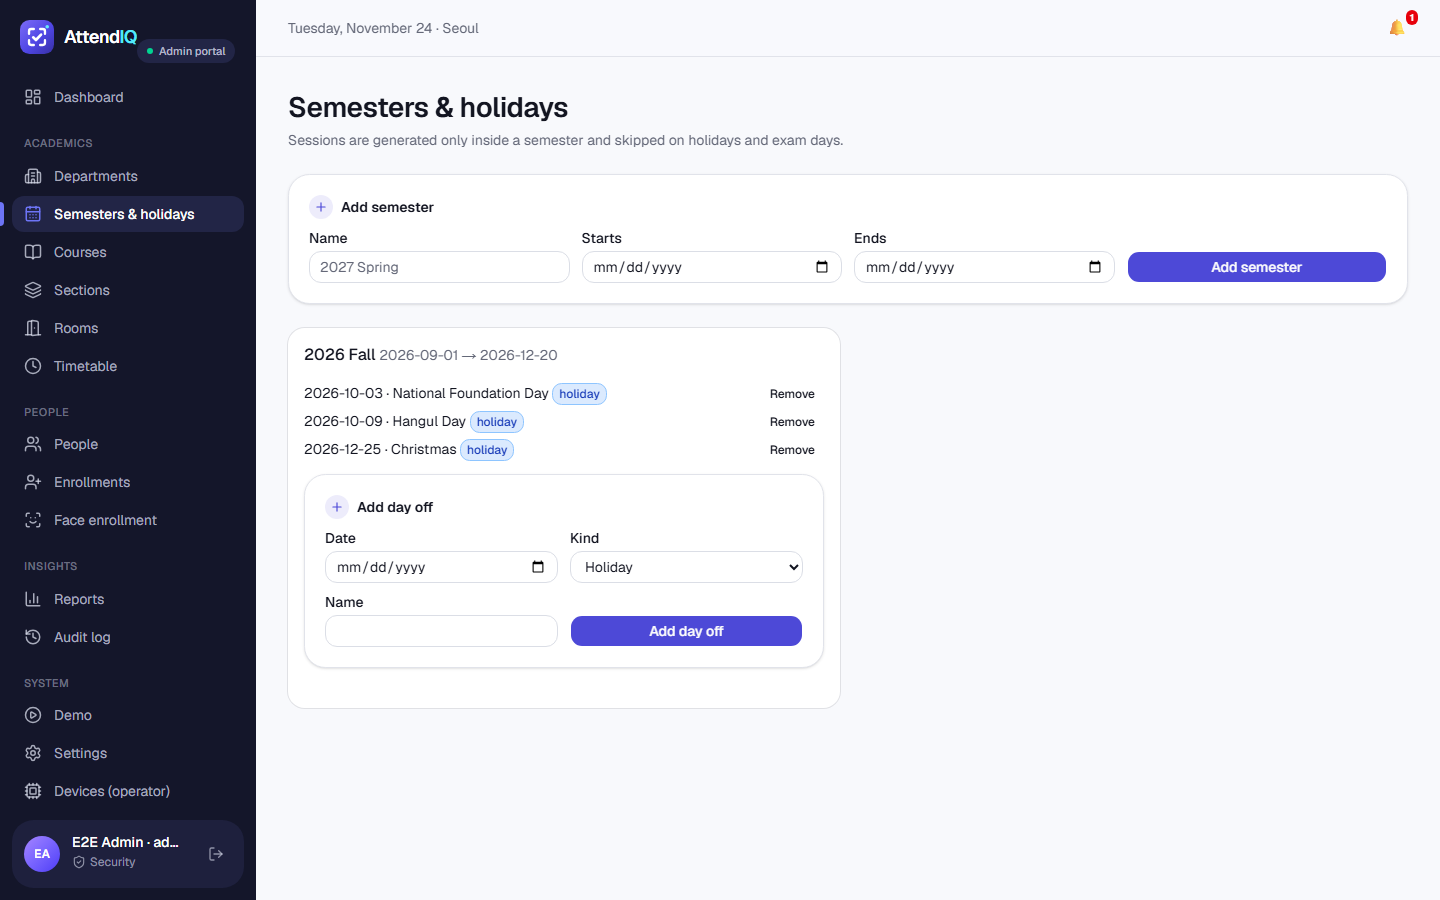 AttendIQ
Admin portal
Dashboard
ACADEMICS
Departments
Semesters & holidays
Courses
Sections
Rooms
Timetable
PEOPLE
People
Enrollments
Face enrollment
INSIGHTS
Reports
Audit log
SYSTEM
Demo
Settings
Devices (operator)
EA
E2E Admin · ad...
Security
Tuesday, November 24 · Seoul
1
Semesters & holidays
Sessions are generated only inside a semester and skipped on holidays and exam days.
+ Add semester
Name Starts Ends
2027 Spring mm/dd/yyyy mm/dd/yyyy Add semester
2026 Fall 2026-09-01 → 2026-12-20
2026-10-03 · National Foundation Day holiday Remove
2026-10-09 · Hangul Day holiday Remove
2026-12-25 · Christmas holiday Remove
+ Add day off
Date Kind
mm/dd/yyyy Holiday
Name
Add day off